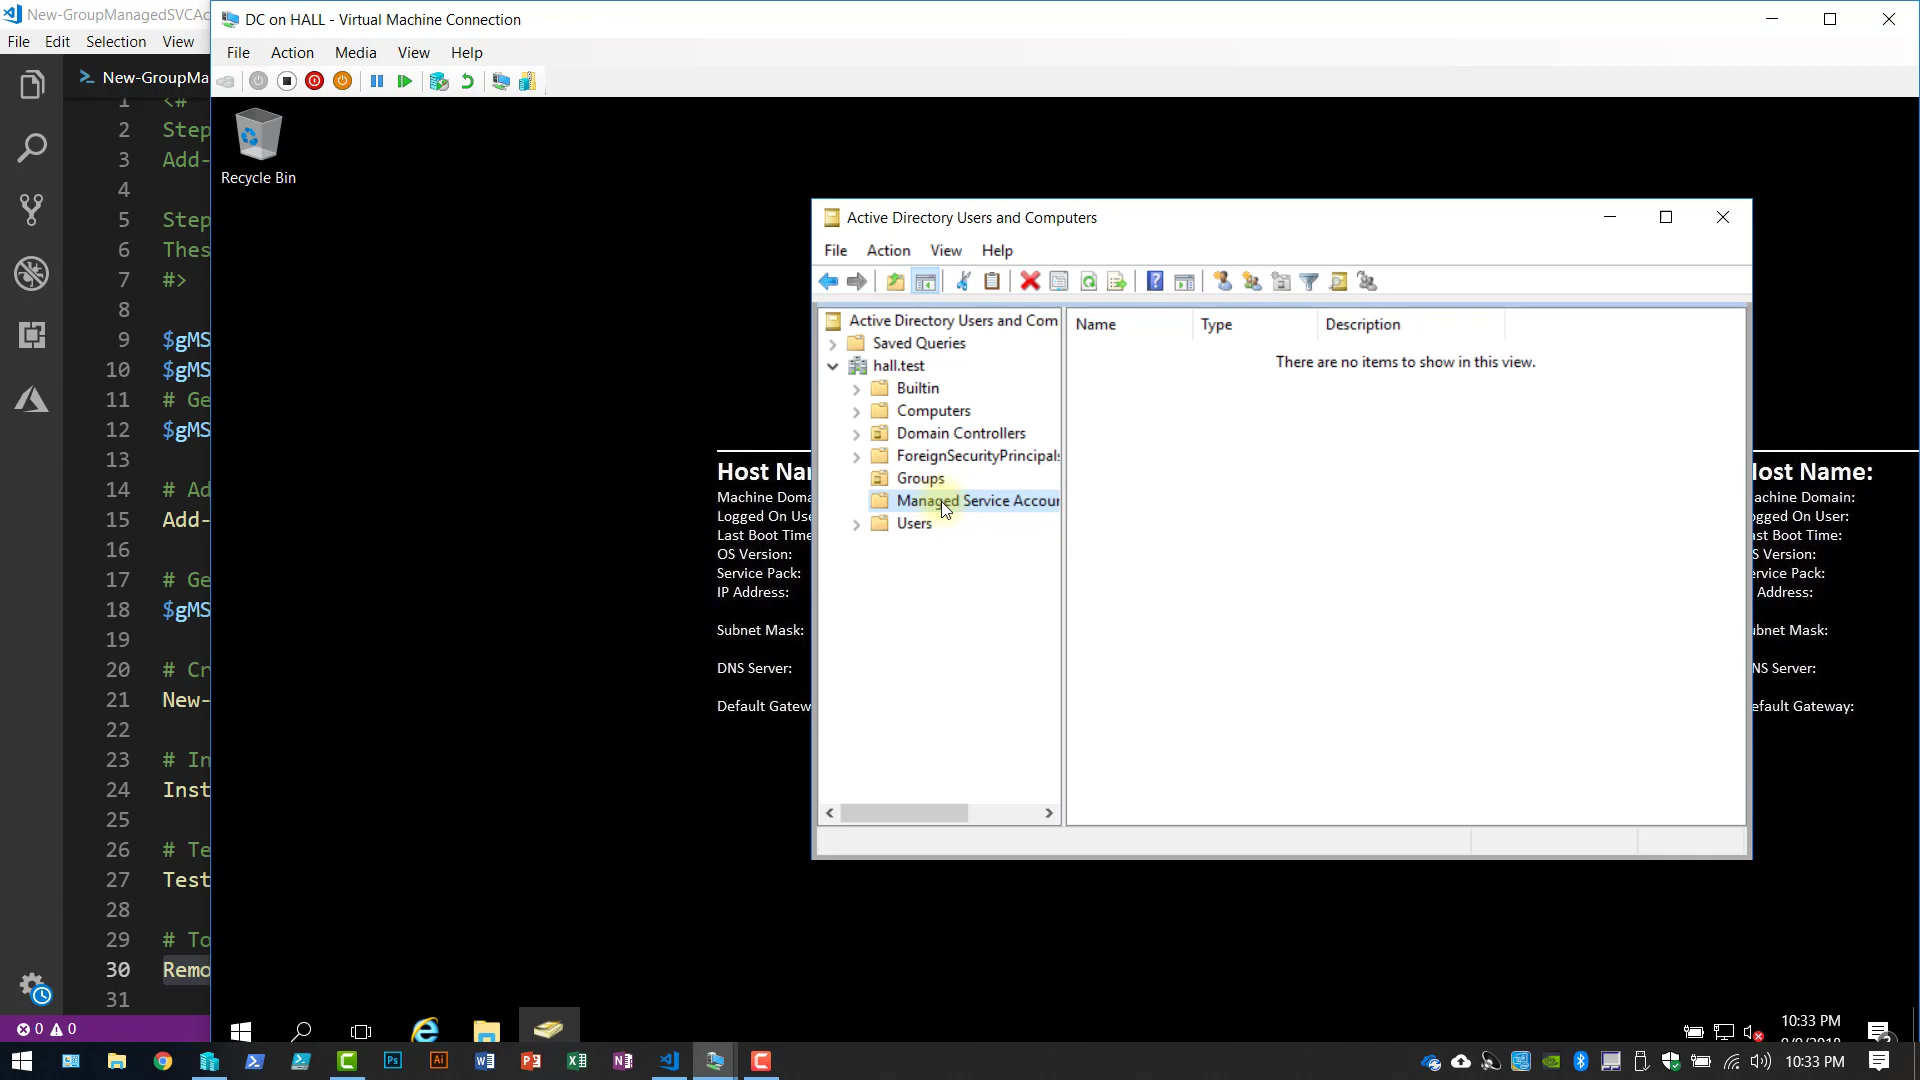 New-GroupManagedSVCAc
File Edit Selection View
New-GroupMa
1 <#
2 Step
3 Add-
4
5 Step
6 Thes
7 #>
8
9 $gMS
10 $gMS
11 # Ge
12 $gMS
13
14 # Ad
15 Add-
16
17 # Ge
18 $gMS
19
20 # Cr
21 New-
22
23 # In
24 Inst
25
26 # Te
27 Test
28
29 # To
30 Remo
31
0 0
DC on HALL - Virtual Machine Connection
File Action Media View Help
Recycle Bin
Host Na
Machine Doma
Logged On Use
Last Boot Time
OS Version:
Service Pack:
IP Address:
Subnet Mask:
DNS Server:
Default Gatew
Active Directory Users and Computers
File Action View Help
Active Directory Users and Com
Saved Queries
hall.test
Builtin
Computers
Domain Controllers
ForeignSecurityPrincipals
Groups
Managed Service Accour
Users
Name Type Description
There are no items to show in this view.
Host Name:
achine Domain:
ogged On User:
ast Boot Time:
S Version:
ervice Pack:
Address:
ubnet Mask:
NS Server:
efault Gateway:
10:33 PM
10:33 PM